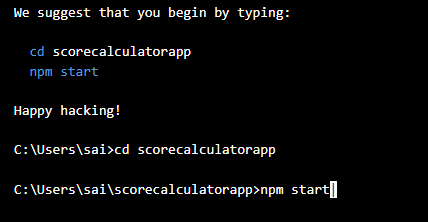 We suggest that you begin by typing:
cd scorecalculatorapp
npm start
Happy hacking!
C:\Users\sai>cd scorecalculatorapp
C:\Users\sai\scorecalculatorapp>npm start